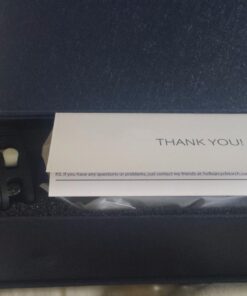 THANK YOU!
P.S. If you have any questions or problems, just contact my friends at